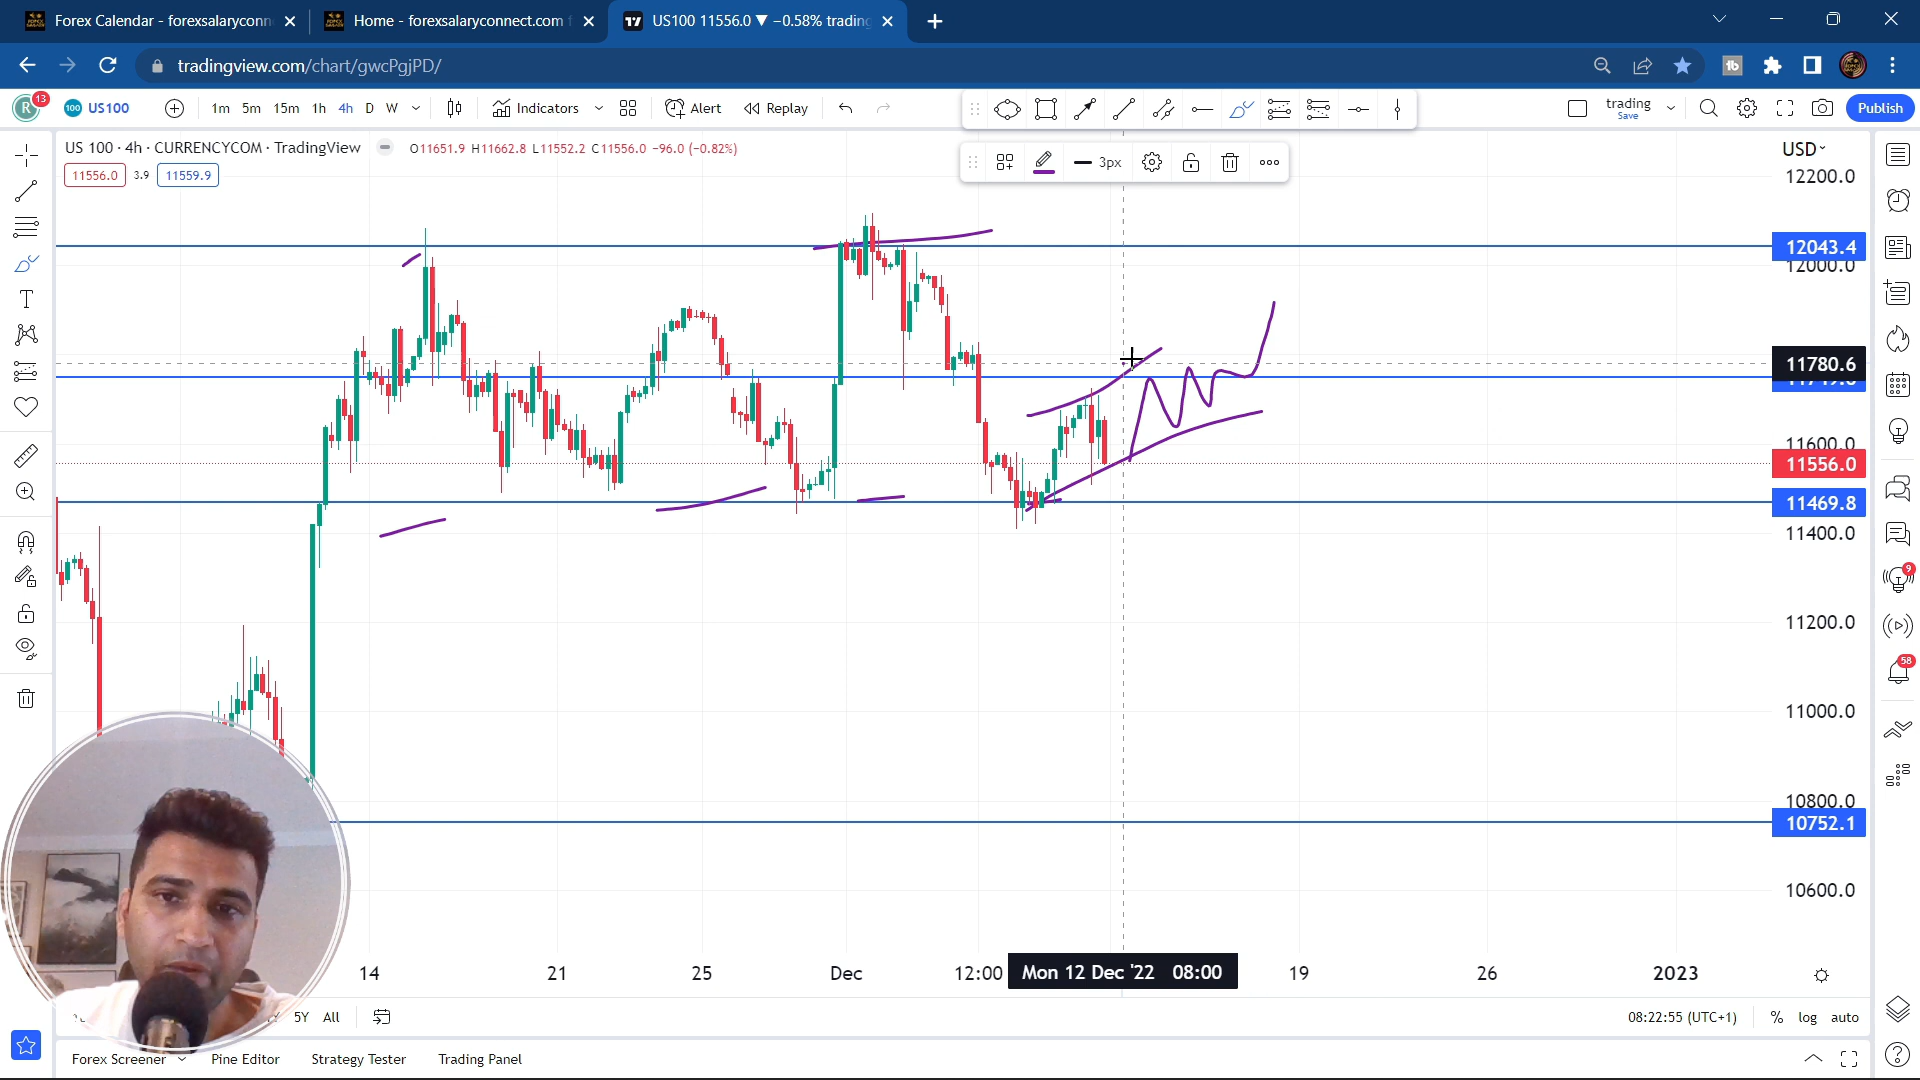 Forex Calendar - forexsalaryconn
Home - forexsalaryconnect.com f
US100 11556.0 ▼ −0.58% trading
tradingview.com/chart/gwcPgjPD/
R
13
100
US100
1m 5m 15m 1h 4h D W
Indicators
Alert
Replay
trading
Save
Publish
US 100 · 4h · CURRENCYCOM · TradingView
O11651.9 H11662.8 L11552.2 C11556.0 −96.0 (−0.82%)
11556.0
3.9
11559.9
3px
USD
12200.0
12043.4
12000.0
11780.6
11600.0
11556.0
11469.8
11400.0
11200.0
11000.0
10800.0
10752.1
10600.0
9
58
14
21
25
Dec
12:00
Mon 12 Dec '22 08:00
19
26
2023
5Y
All
08:22:55 (UTC+1)
%
log
auto
Forex Screener
Pine Editor
Strategy Tester
Trading Panel